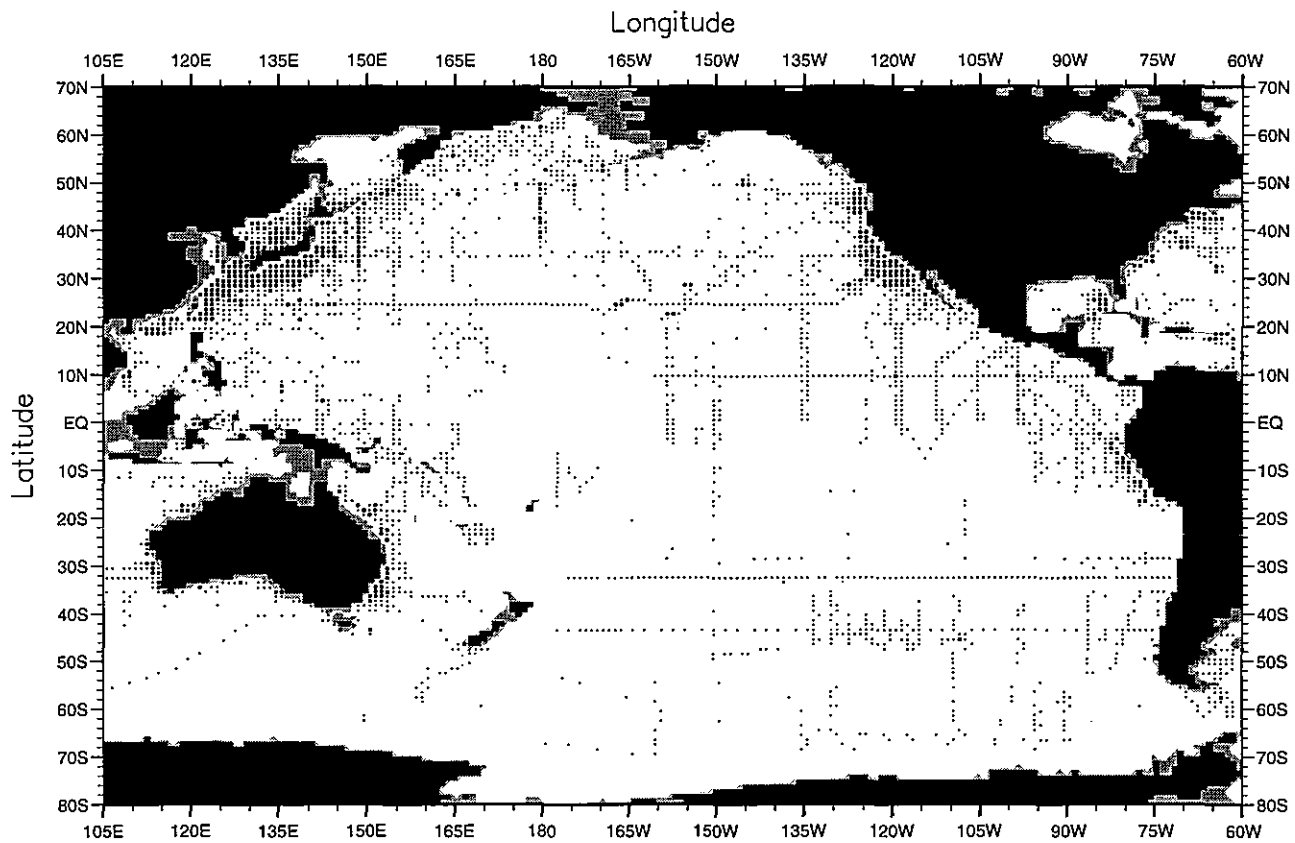 Longitude
105E 120E 135E 150E 165E 180 165W 150W 135W 120W 105W 90W 75W 60W
70N 70N
60N 60N
50N 50N
40N 40N
30N 30N
20N 20N
10N 10N
Latitude
EQ EQ
10S 10S
20S 20S
30S 30S
40S 40S
50S 50S
60S 60S
70S 70S
80S 80S
105E 120E 135E 150E 165E 180 165W 150W 135W 120W 105W 90W 75W 60W